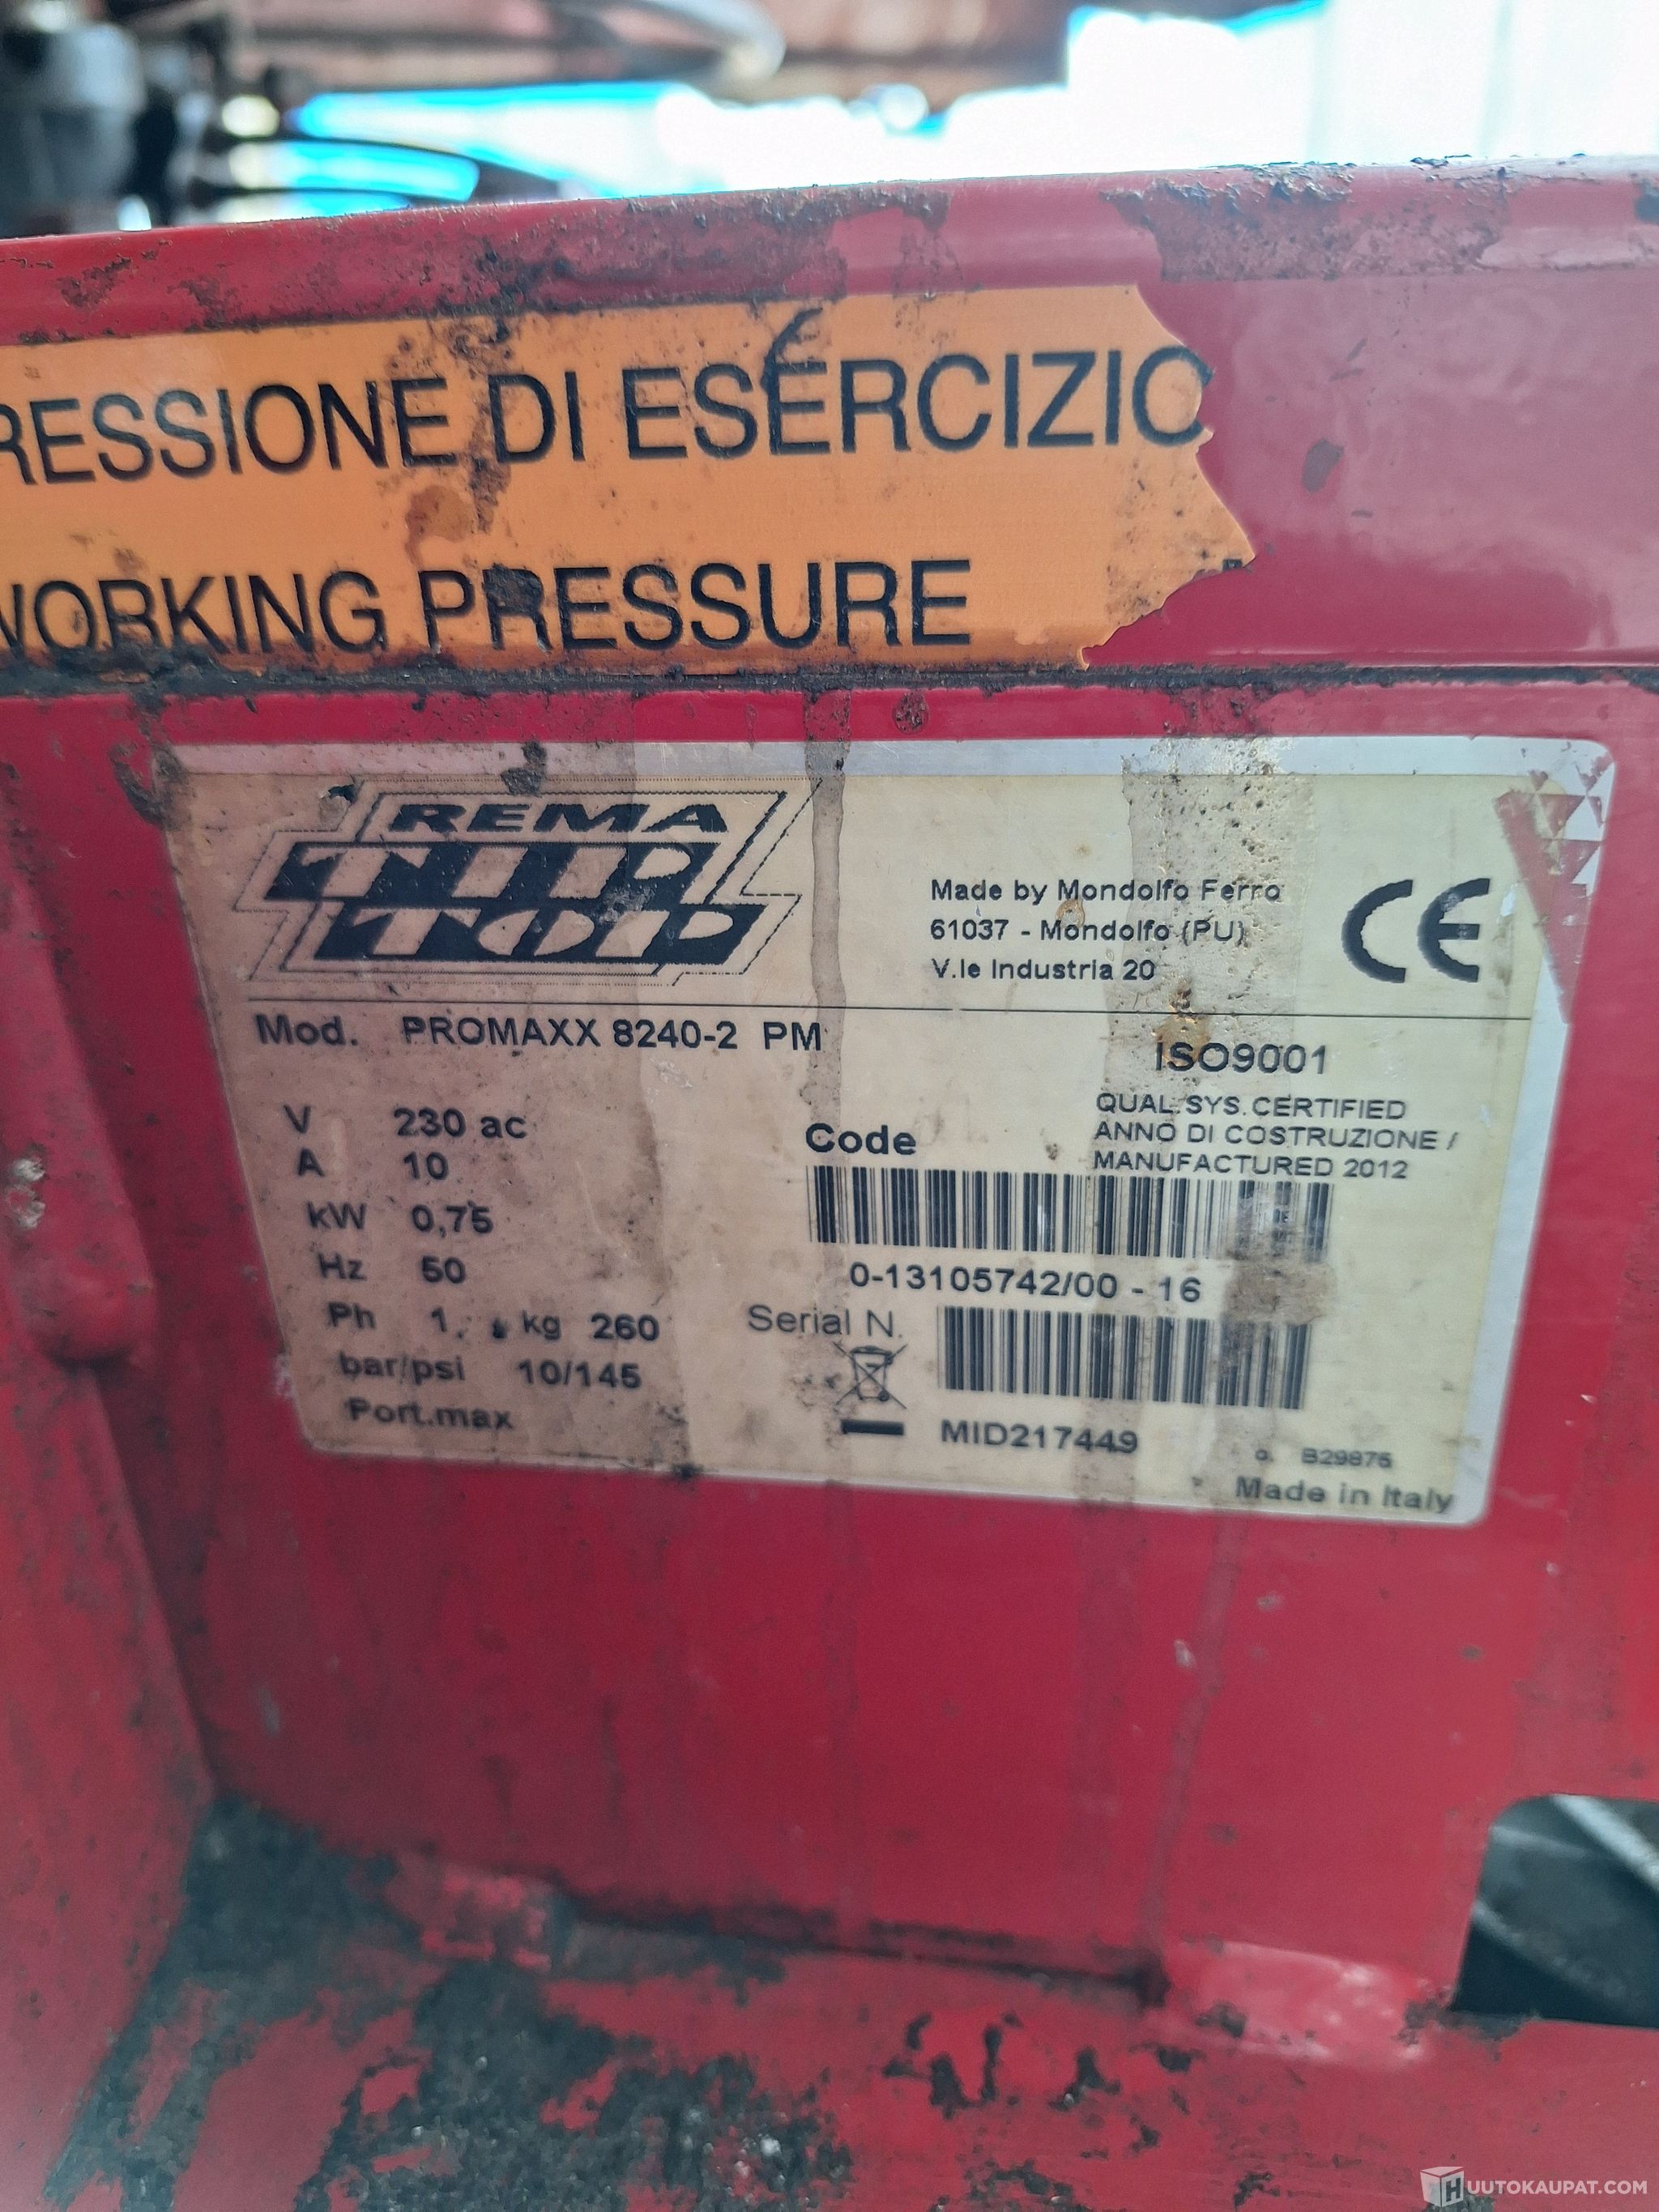 RESSIONE DI ESERCIZIO
WORKING PRESSURE
REMA
TIP
TOP
Made by Mondolfo Ferro
61037 - Mondolfo (PU)
V.le Industria 20
CE
Mod. PROMAXX 8240-2 PM
ISO9001
QUAL.SYS.CERTIFIED
ANNO DI COSTRUZIONE /
MANUFACTURED 2012
V 230 ac
A 10
kW 0,75
Hz 50
Ph 1. kg 260
bar/psi 10/145
Port.max
Code
0-13105742/00 - 16
Serial N.
MID217449
o. B29875
Made in Italy
HUUTOKAUPAT.COM